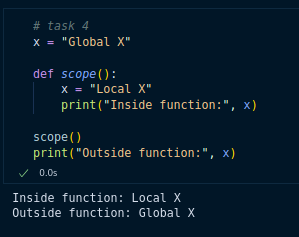 # task 4
x = "Global X"
def scope():
    x = "Local X"
    print("Inside function:", x)
scope()
print("Outside function:", x)
✓ 0.0s
Inside function: Local X
Outside function: Global X